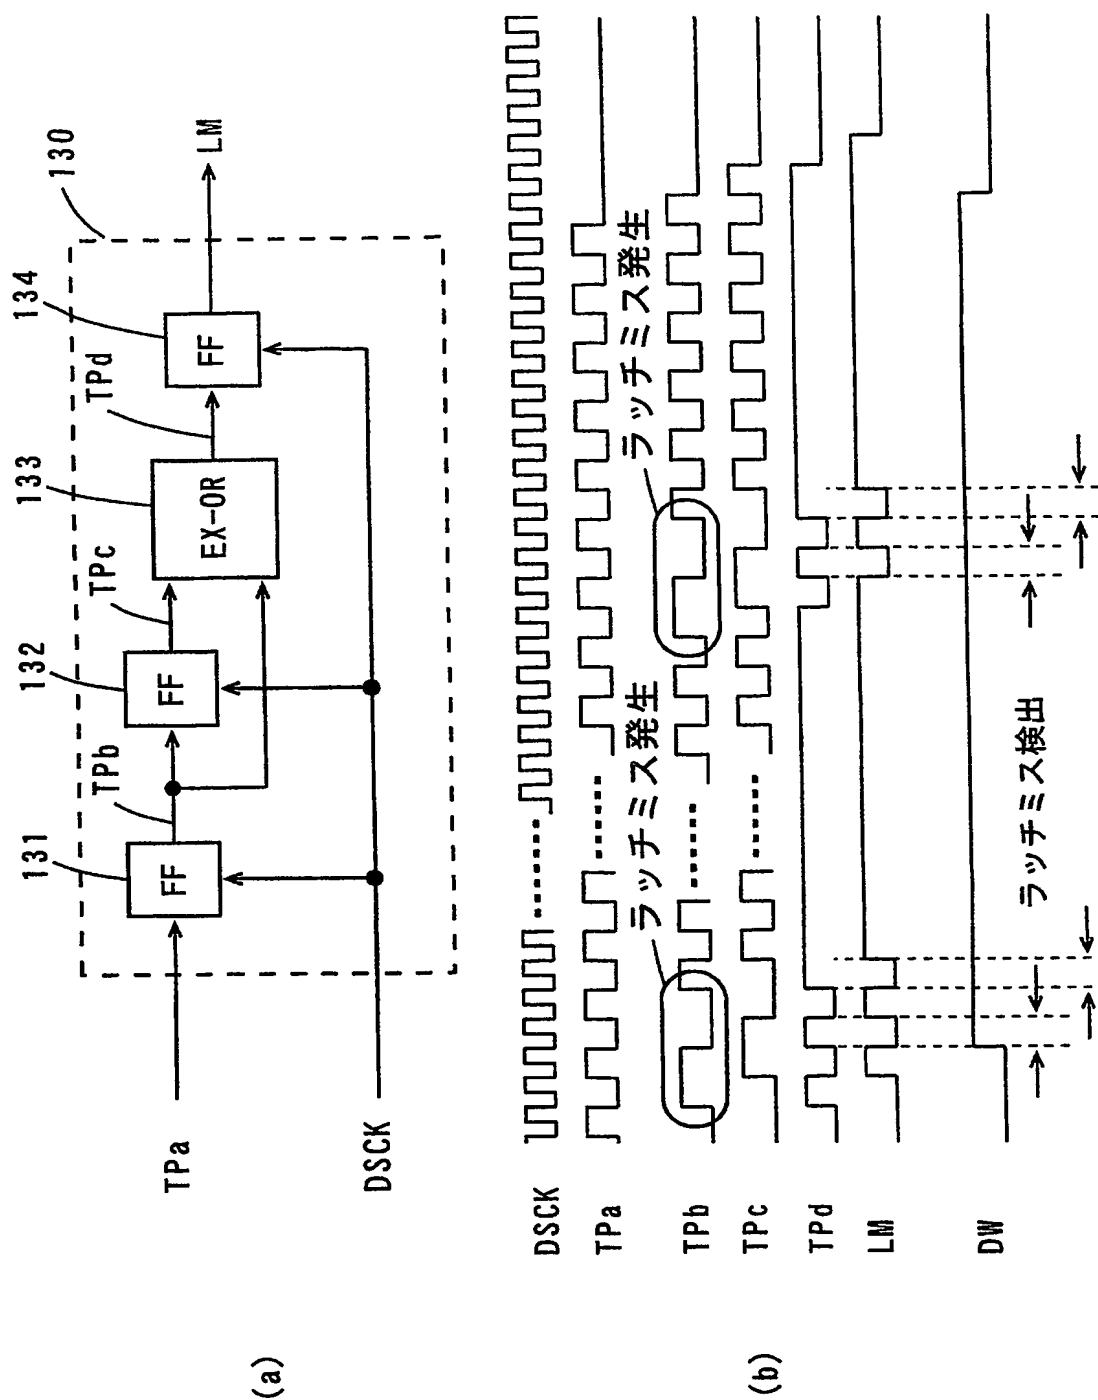 (a)
130
131
132
133
134
TPa
TPb
TPc
TPd
LM
FF
FF
EX-OR
FF
DSCK
(b)
DSCK
TPa
TPb
TPc
TPd
LM
DW
ラッチミス発生
ラッチミス発生
ラッチミス検出